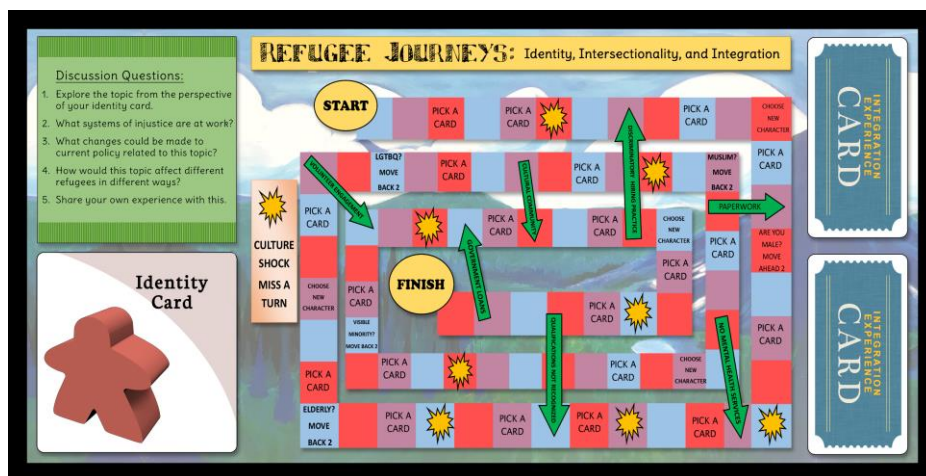 REFUGEE JOURNEYS: Identity, Intersectionality, and Integration
Discussion Questions:
1. Explore the topic from the perspective
of your identity card.
2. What systems of injustice are at work?
3. What changes could be made to
current policy related to this topic?
4. How would this topic affect different
refugees in different ways?
5. Share your own experience with this.
Identity
Card
CULTURE
SHOCK
MISS A
TURN
START
PICK A
CARD
PICK A
CARD
PICK A
CARD
CHOOSE
NEW
CHARACTER
DISCRIMINATORY HIRING PRACTICE
VOLUNTEER ENGAGEMENT
LGTBQ?
MOVE
BACK 2
PICK A
CARD
CULTURAL COMMUNITY
MUSLIM?
MOVE
BACK 2
PICK A
CARD
PAPERWORK
PICK A
CARD
PICK A
CARD
PICK A
CARD
CHOOSE
NEW
CHARACTER
PICK A
CARD
ARE YOU
MALE?
MOVE
AHEAD 2
GOVERNMENT LOANS
FINISH
PICK A
CARD
CHOOSE
NEW
CHARACTER
PICK A
CARD
PICK A
CARD
VISIBLE
MINORITY?
MOVE BACK 2
QUALIFICATIONS NOT RECOGNIZED
NO MENTAL HEALTH SERVICES
PICK A
CARD
PICK A
CARD
PICK A
CARD
PICK A
CARD
CHOOSE
NEW
CHARACTER
ELDERLY?
MOVE
BACK 2
PICK A
CARD
PICK A
CARD
PICK A
CARD
PICK A
CARD
INTEGRATION
EXPERIENCE
CARD
INTEGRATION
EXPERIENCE
CARD